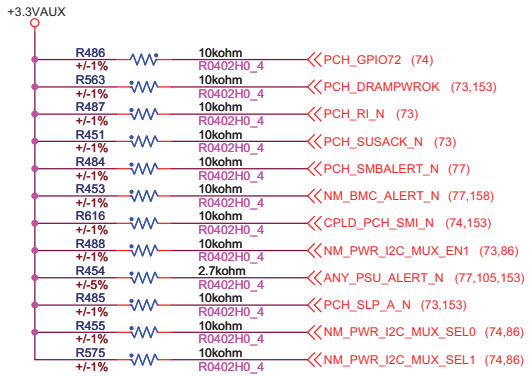 +3.3VAUX
R486 10kohm PCH_GPIO72 (74)
+/-1% R0402H0_4
R563 10kohm PCH_DRAMPWROK (73,153)
+/-1% R0402H0_4
R487 10kohm PCH_RI_N (73)
+/-1% R0402H0_4
R451 10kohm PCH_SUSACK_N (73)
+/-1% R0402H0_4
R484 10kohm PCH_SMBALERT_N (77)
+/-1% R0402H0_4
R453 10kohm NM_BMC_ALERT_N (77,158)
+/-1% R0402H0_4
R616 10kohm CPLD_PCH_SMI_N (74,153)
+/-1% R0402H0_4
R488 10kohm NM_PWR_I2C_MUX_EN1 (73,86)
+/-1% R0402H0_4
R454 2.7kohm ANY_PSU_ALERT_N (77,105,153)
+/-5% R0402H0_4
R485 10kohm PCH_SLP_A_N (73,153)
+/-1% R0402H0_4
R455 10kohm NM_PWR_I2C_MUX_SEL0 (74,86)
+/-1% R0402H0_4
R575 10kohm NM_PWR_I2C_MUX_SEL1 (74,86)
+/-1% R0402H0_4